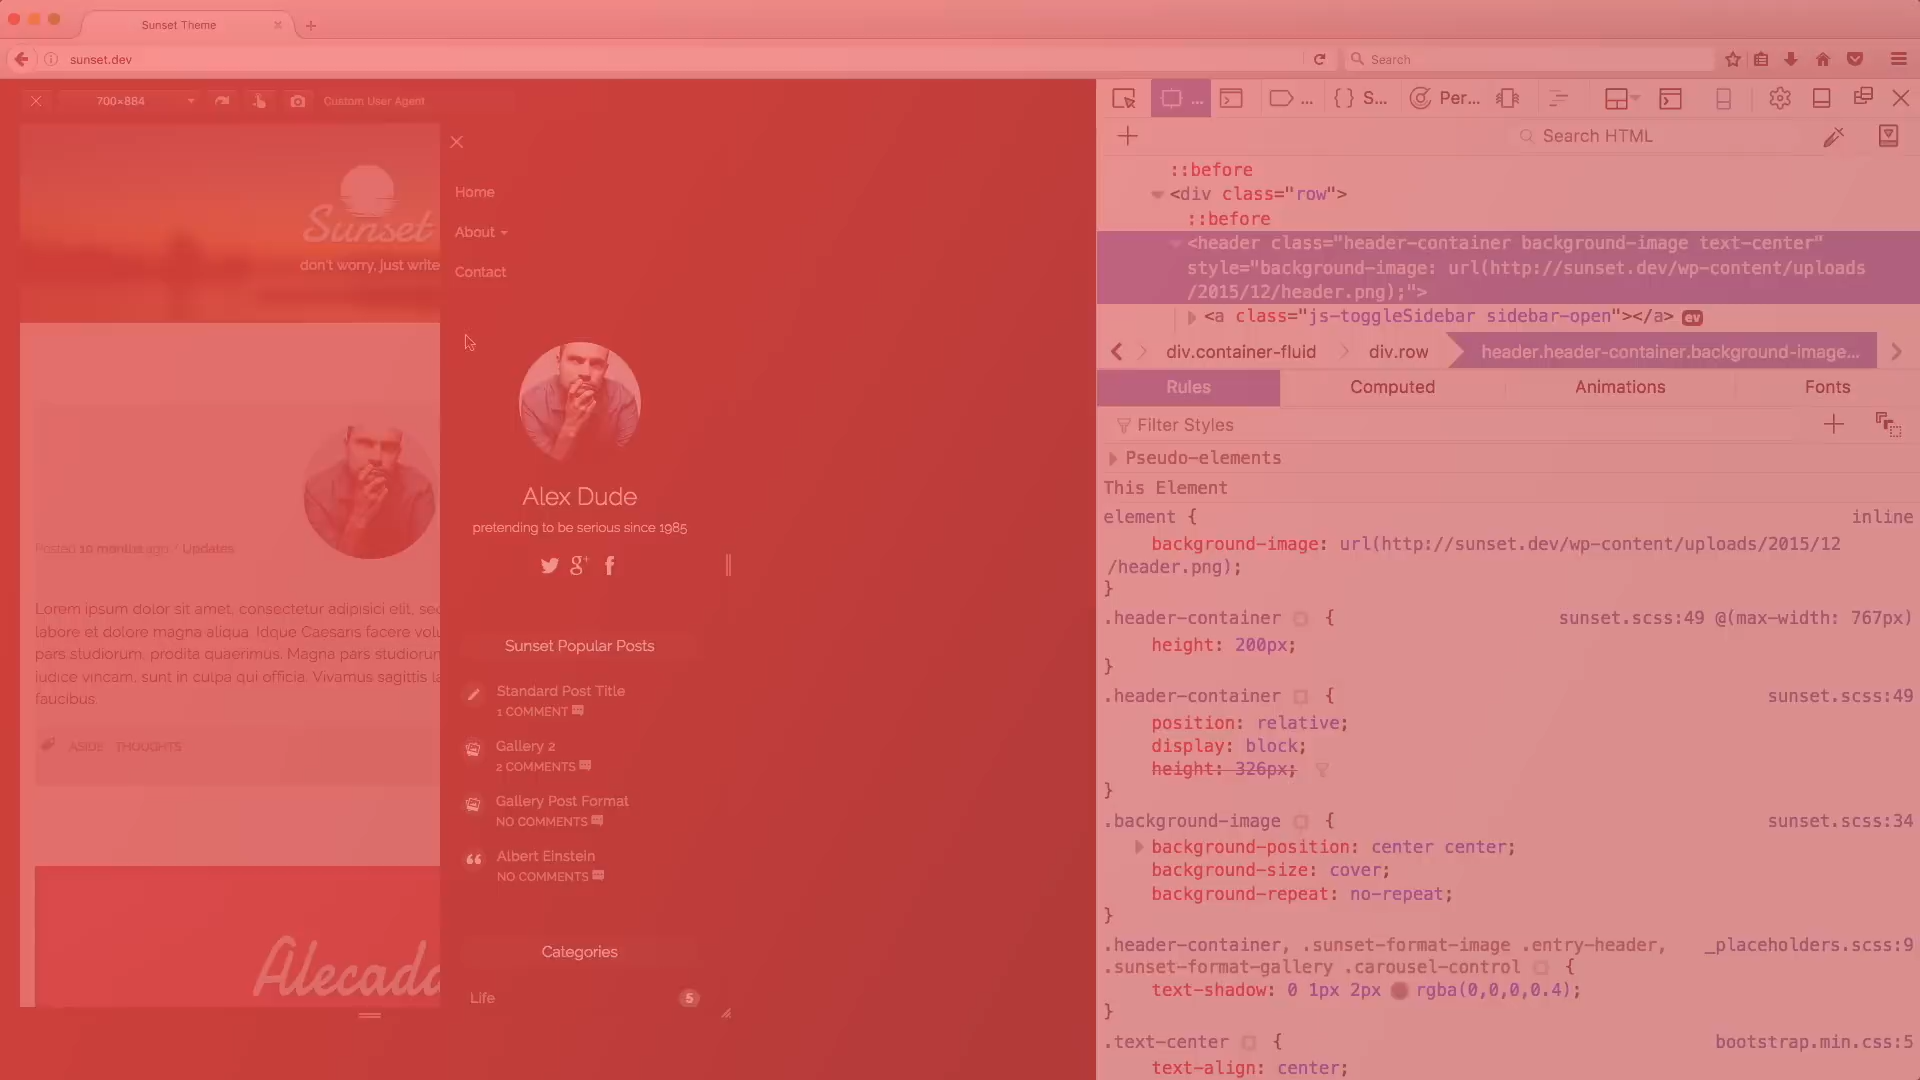 Sunset Theme
sunset.dev
Search
700×884
Custom User Agent
Sunset
don't worry, just write
Posted 10 months ago / Updates
Lorem ipsum dolor sit amet, consectetur adipisici elit, sec
labore et dolore magna aliqua. Idque Caesaris facere volu
pars studiorum, prodita quaerimus. Magna pars studiorum
iudice vincam, sunt in culpa qui officia. Vivamus sagittis la
faucibus.
ASIDE THOUGHTS
Alecado
Home
About
Contact
Alex Dude
pretending to be serious since 1985
Sunset Popular Posts
Standard Post Title
1 COMMENT
Gallery 2
2 COMMENTS
Gallery Post Format
NO COMMENTS
Albert Einstein
NO COMMENTS
Categories
Life 5
... ... { } S... Per...
Search HTML
::before
<div class="row">
::before
<header class="header-container background-image text-center"
style="background-image: url(http://sunset.dev/wp-content/uploads
/2015/12/header.png);">
<a class="js-toggleSidebar sidebar-open"></a> ev
div.container-fluid div.row header.header-container.background-image...
Rules Computed Animations Fonts
Filter Styles
Pseudo-elements
This Element
element { inline
background-image: url(http://sunset.dev/wp-content/uploads/2015/12
/header.png);
}
.header-container { sunset.scss:49 @(max-width: 767px)
height: 200px;
}
.header-container { sunset.scss:49
position: relative;
display: block;
height: 326px;
}
.background-image { sunset.scss:34
background-position: center center;
background-size: cover;
background-repeat: no-repeat;
}
.header-container, .sunset-format-image .entry-header, _placeholders.scss:9
.sunset-format-gallery .carousel-control {
text-shadow: 0 1px 2px rgba(0,0,0,0.4);
}
.text-center { bootstrap.min.css:5
text-align: center;